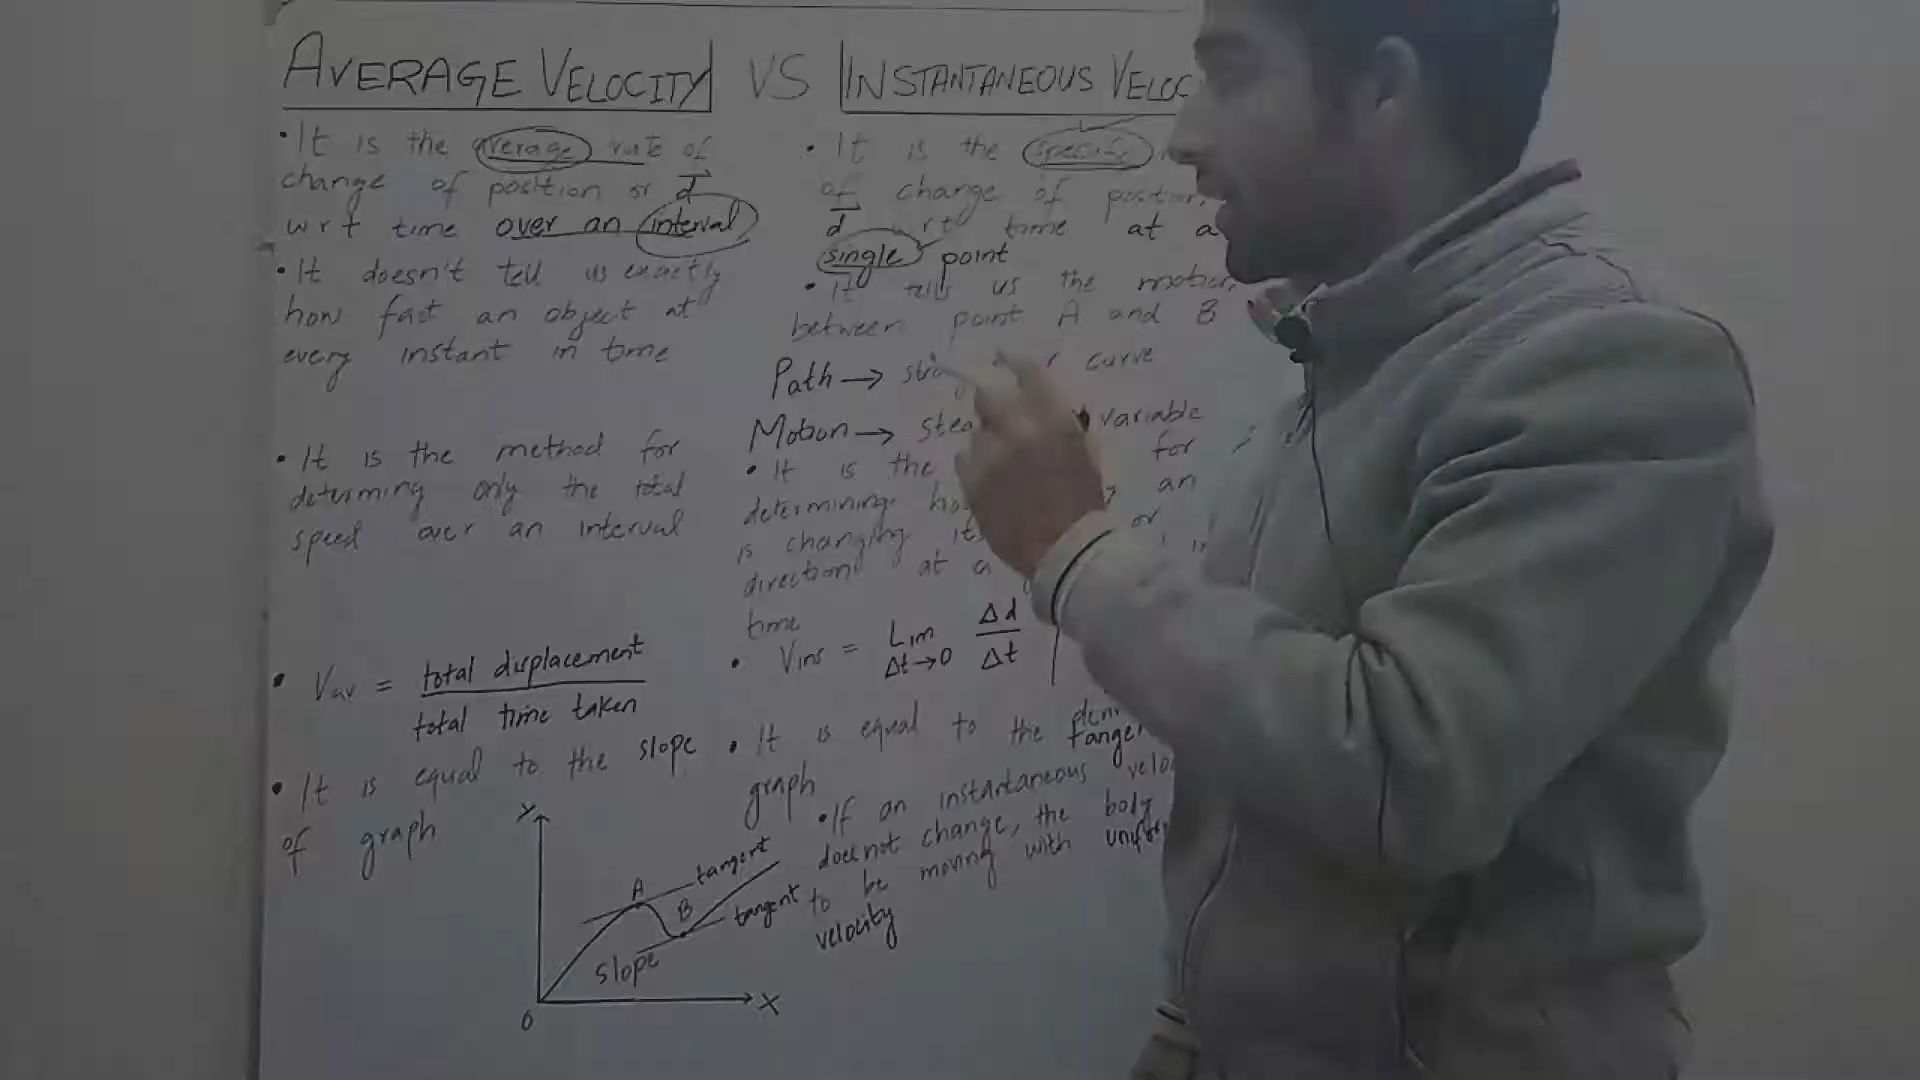 AVERAGE VELOCITY VS INSTANTANEOUS VELOC
• It is the average rate of
change of position or d
wrt time over an interval
• It doesn't tell us exactly
how fast an object at
every instant in time
• It is the method for
determing only the total
speed over an interval
• Vav = total displacement
total time taken
• It is equal to the slope
of graph
• It is the specific
of change of position
d wrt time at a
single point
• It tells us the motion
between point A and B
Path → curve
Motion → variable
• It is the for
determining an
is changing or
direction at a
time
• Vins = Lim Δd
Δt→0 Δt
• It is equal to the
graph
• If an instantaneous
does not change, the body
to be moving with
velocity
Y
A
tangent
B
tangent
slope
X
0